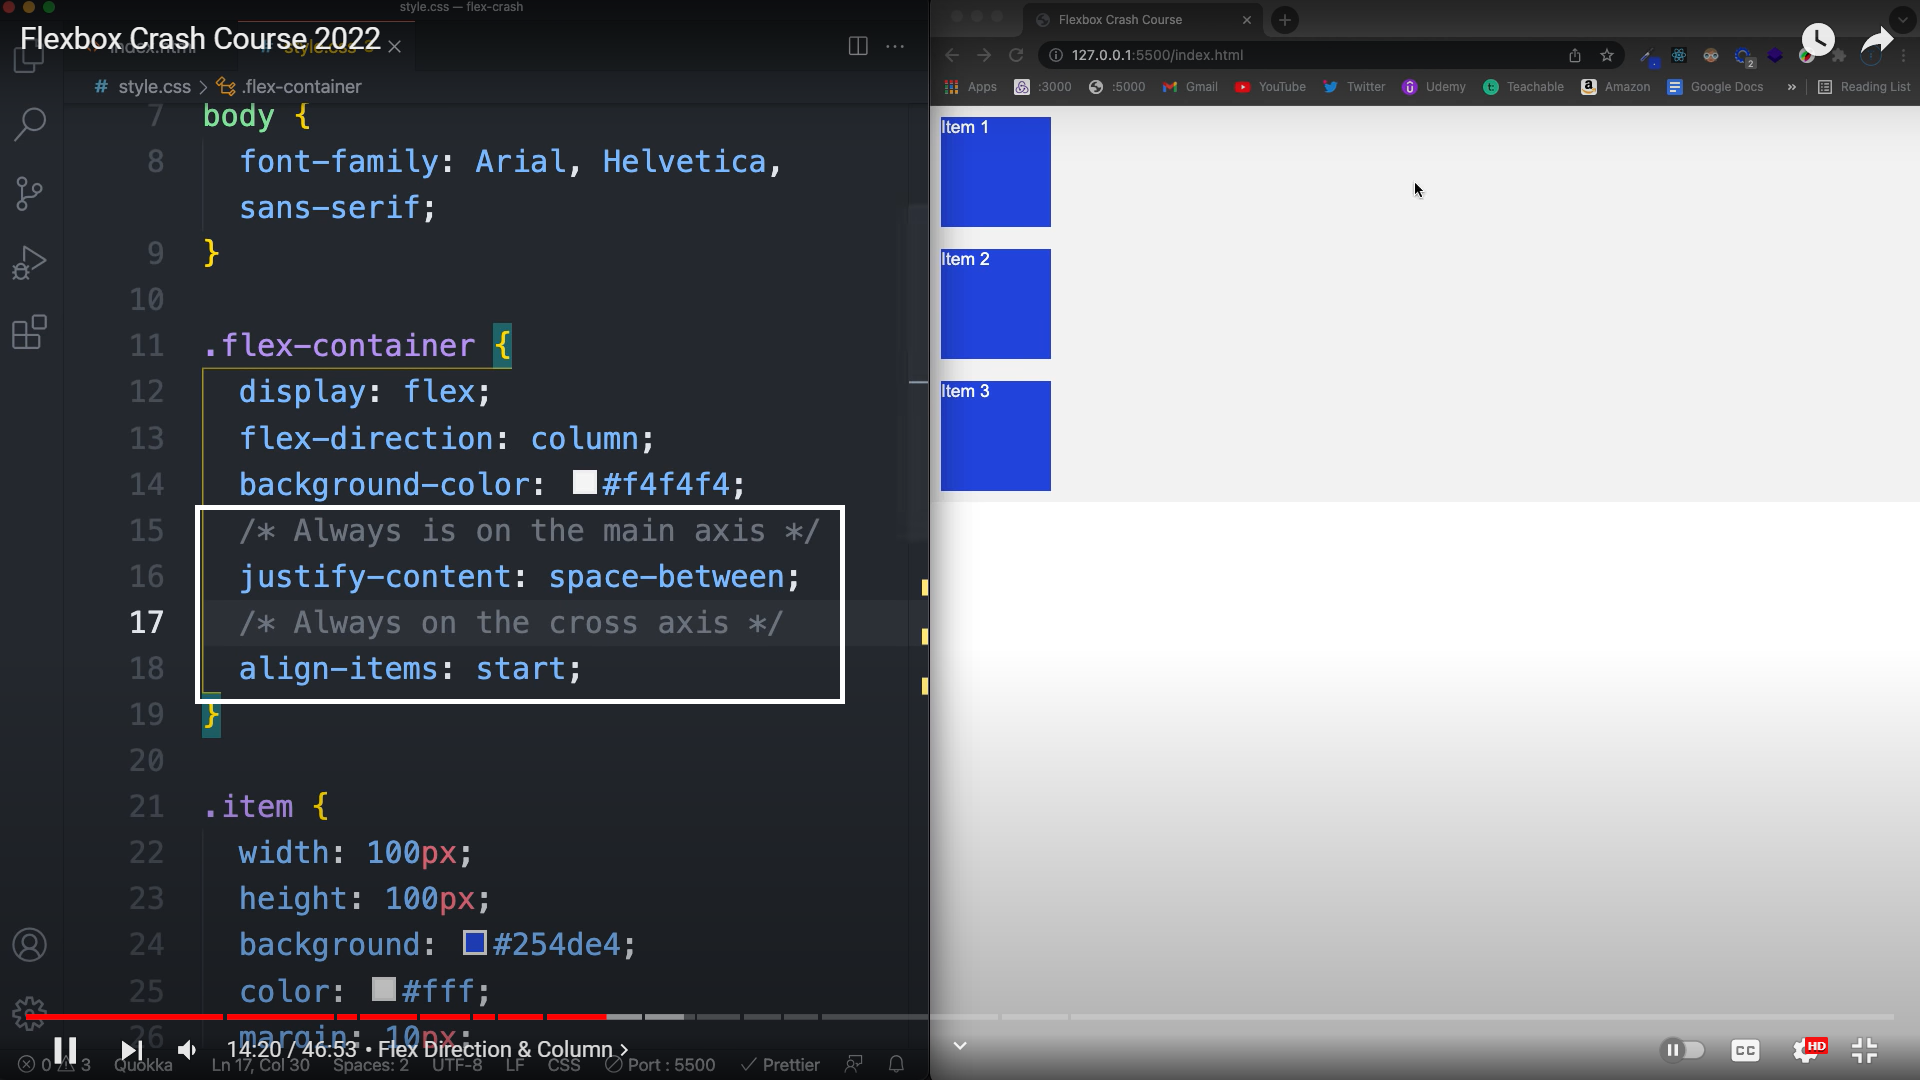 style.css — flex-crash
Flexbox Crash Course 2022
index.html
style.css
# style.css > .flex-container
7 body {
8 font-family: Arial, Helvetica,
sans-serif;
9 }
10
11 .flex-container {
12 display: flex;
13 flex-direction: column;
14 background-color: #f4f4f4;
15 /* Always is on the main axis */
16 justify-content: space-between;
17 /* Always on the cross axis */
18 align-items: start;
19 }
20
21 .item {
22 width: 100px;
23 height: 100px;
24 background: #254de4;
25 color: #fff;
26 margin: 10px;
14:20 / 46:53 • Flex Direction & Column >
0 3 Quokka Ln 17, Col 30 Spaces: 2 UTF-8 LF CSS Port : 5500 Prettier
Flexbox Crash Course
127.0.0.1:5500/index.html
2
Apps :3000 :5000 Gmail YouTube Twitter Udemy Teachable Amazon Google Docs » Reading List
Item 1
Item 2
Item 3
CC HD